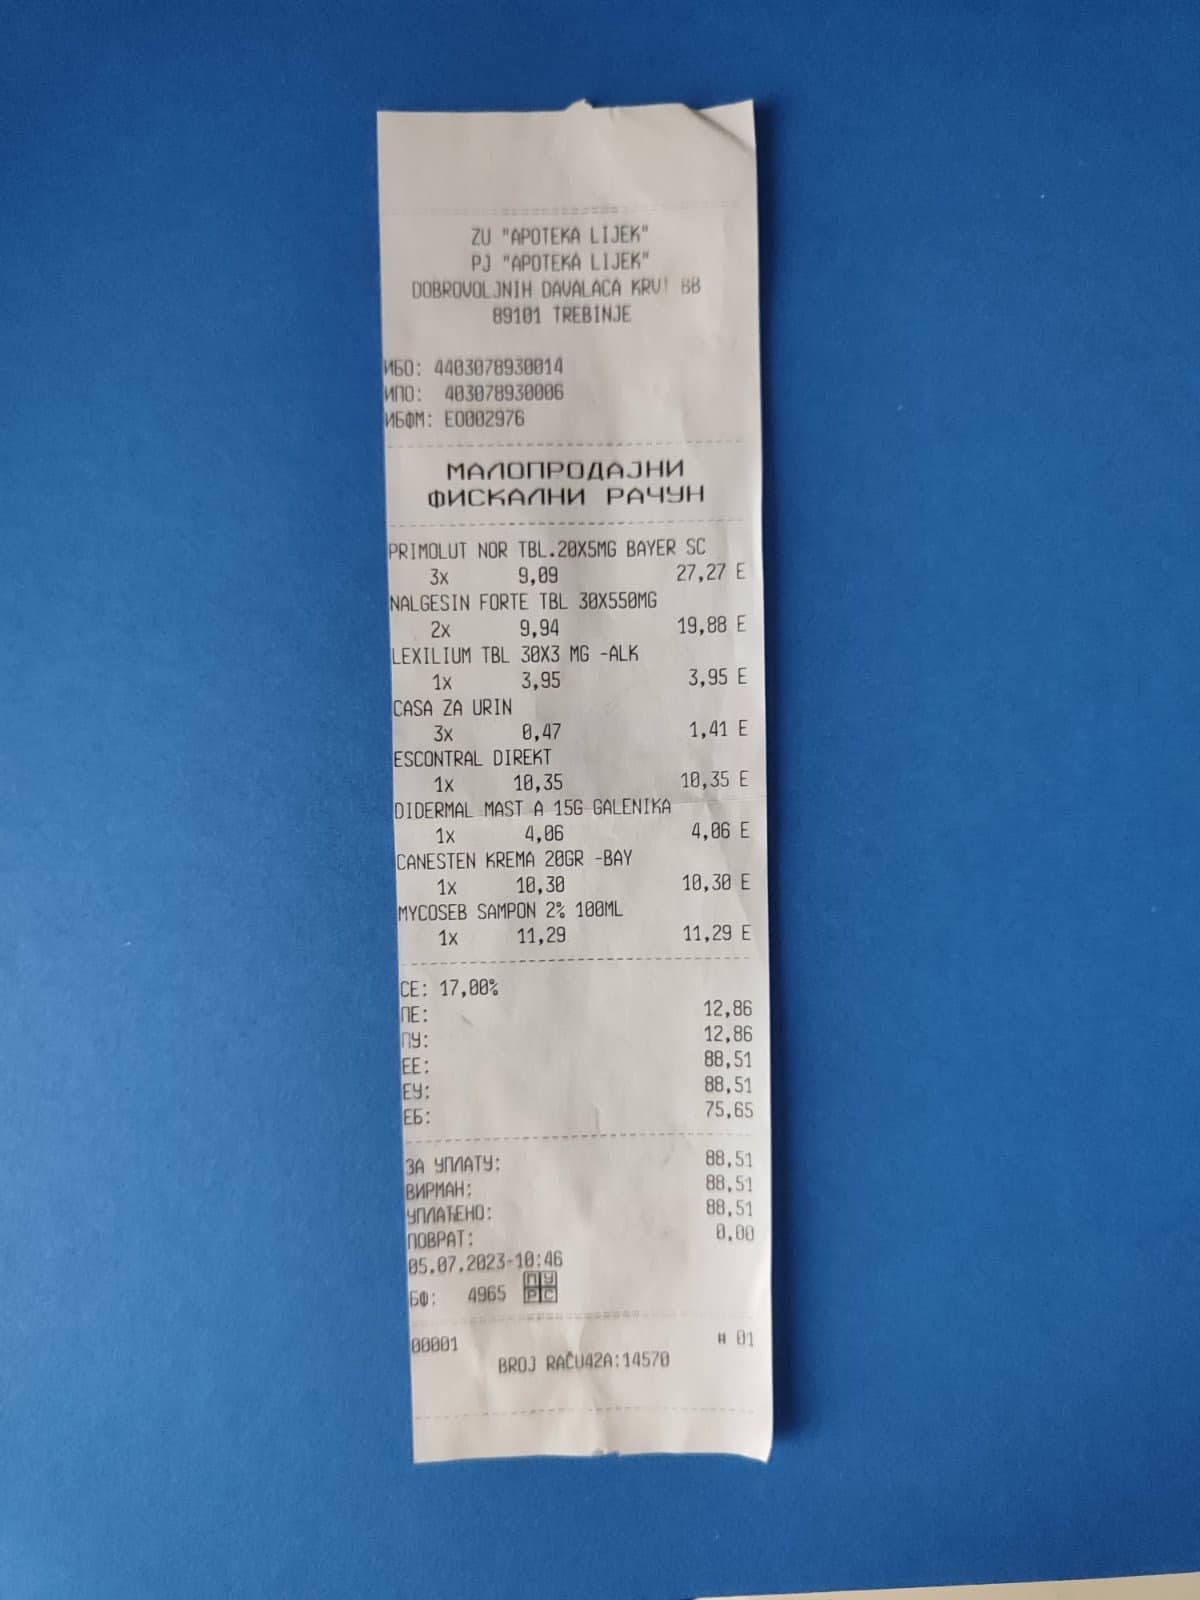 ZU "APOTEKA LIJEK"
PJ "APOTEKA LIJEK"
DOBROVOLJNIH DAVALACA KRVI 88
89101 TREBINJE
ИБО: 4403078930014
ИПО: 403078930006
ИБФМ: E0002976
МАЛОПРОДАЈНИ
ФИСКАЛНИ РАЧУН
PRIMOLUT NOR TBL.20X5MG BAYER SC
3x 9,09 27,27 E
NALGESIN FORTE TBL 30X550MG
2x 9,94 19,88 E
LEXILIUM TBL 30X3 MG -ALK
1x 3,95 3,95 E
CASA ZA URIN
3x 0,47 1,41 E
ESCONTRAL DIREKT
1x 10,35 10,35 E
DIDERMAL MAST A 15G GALENIKA
1x 4,06 4,06 E
CANESTEN KREMA 20GR -BAY
1x 10,30 10,30 E
MYCOSEB SAMPON 2% 100ML
1x 11,29 11,29 E
СЕ: 17,00%
ПЕ: 12,86
ПУ: 12,86
ЕЕ: 88,51
ЕУ: 88,51
ЕБ: 75,65
ЗА УПЛАТУ: 88,51
ВИРМАН: 88,51
УПЛАЋЕНО: 88,51
ПОВРАТ: 0,00
05.07.2023-10:46
БФ: 4965 ПУРС
00001 # 01
BROJ RAČU42A:14570